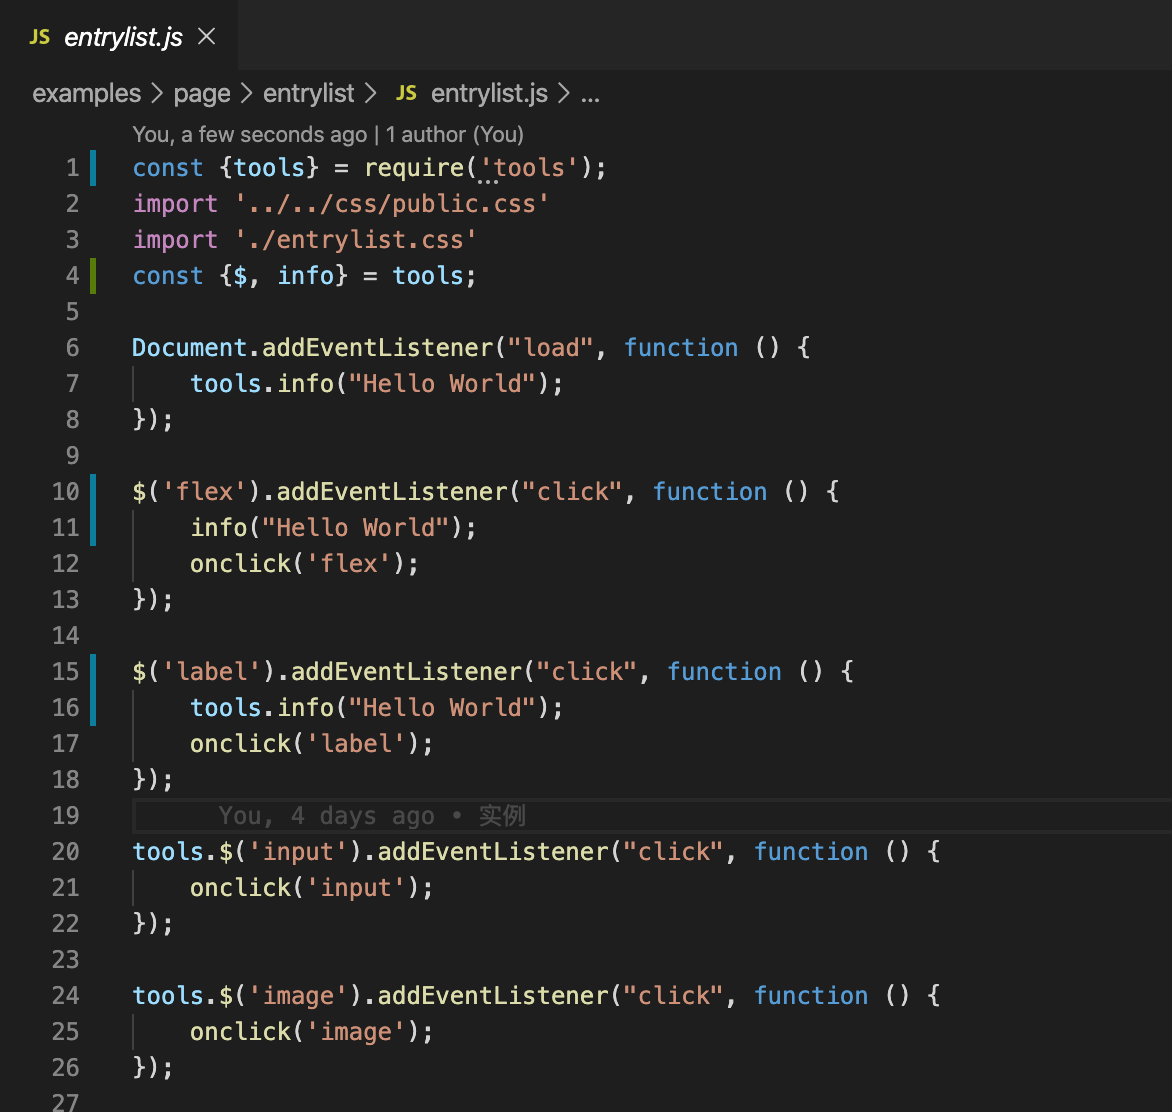 JS entrylist.js ×
examples > page > entrylist > JS entrylist.js > ...
You, a few seconds ago | 1 author (You)
1 const {tools} = require('tools');
2 import '../../css/public.css'
3 import './entrylist.css'
4 const {$, info} = tools;
5
6 Document.addEventListener("load", function () {
7     tools.info("Hello World");
8 });
9
10 $('flex').addEventListener("click", function () {
11     info("Hello World");
12     onclick('flex');
13 });
14
15 $('label').addEventListener("click", function () {
16     tools.info("Hello World");
17     onclick('label');
18 });
19       You, 4 days ago • 实例
20 tools.$('input').addEventListener("click", function () {
21     onclick('input');
22 });
23
24 tools.$('image').addEventListener("click", function () {
25     onclick('image');
26 });
27